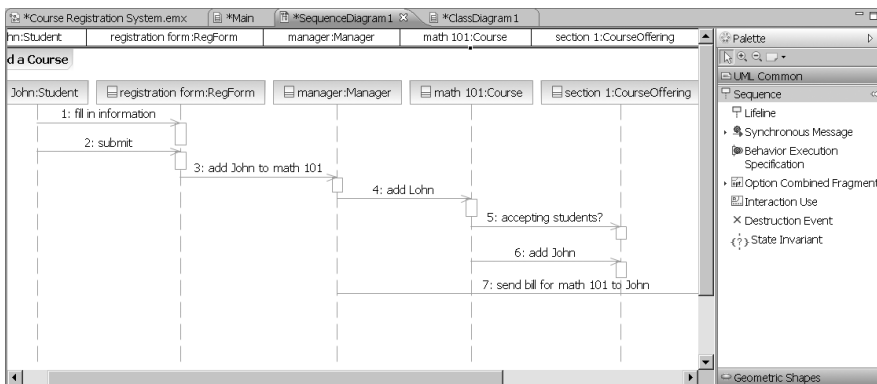 *Course Registration System.emx
*Main
*SequenceDiagram1
*ClassDiagram1
hn:Student
registration form:RegForm
manager:Manager
math 101:Course
section 1:CourseOffering
d a Course
John:Student
registration form:RegForm
manager:Manager
math 101:Course
section 1:CourseOffering
1: fill in information
2: submit
3: add John to math 101
4: add Lohn
5: accepting students?
6: add John
7: send bill for math 101 to John
Palette
UML Common
Sequence
Lifeline
Synchronous Message
Behavior Execution
Specification
Option Combined Fragment
Interaction Use
Destruction Event
State Invariant
Geometric Shapes